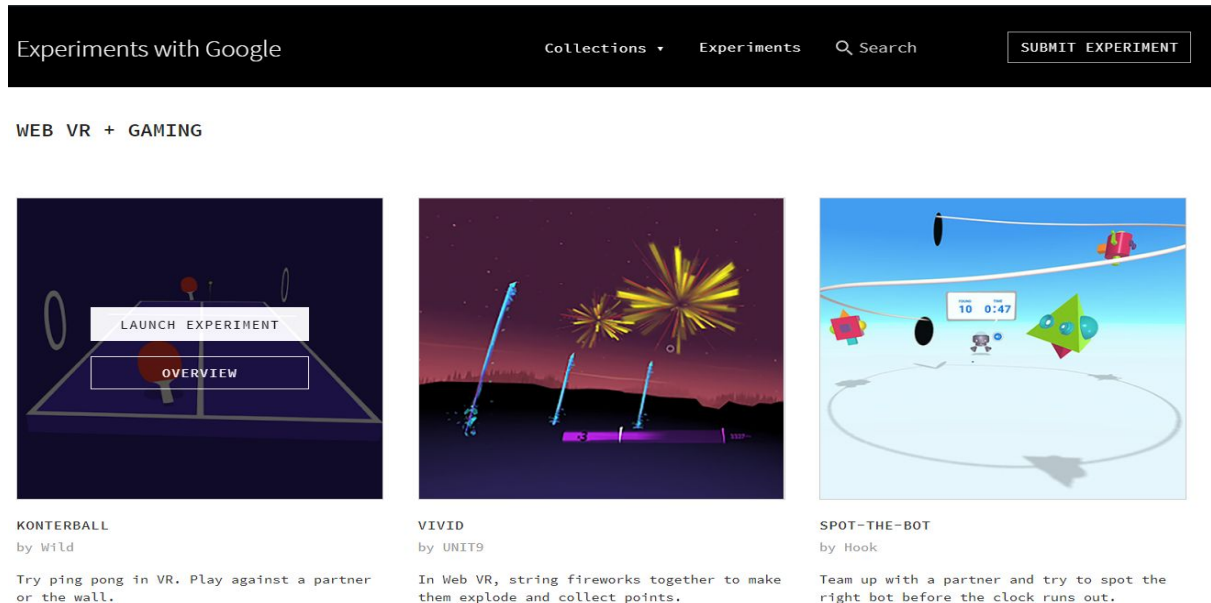 Experiments with Google
Collections ▾
Experiments
Search
SUBMIT EXPERIMENT
WEB VR + GAMING
LAUNCH EXPERIMENT
OVERVIEW
10 0:47
KONTERBALL
by Wild
Try ping pong in VR. Play against a partner
or the wall.
VIVID
by UNIT9
In Web VR, string fireworks together to make
them explode and collect points.
SPOT-THE-BOT
by Hook
Team up with a partner and try to spot the
right bot before the clock runs out.